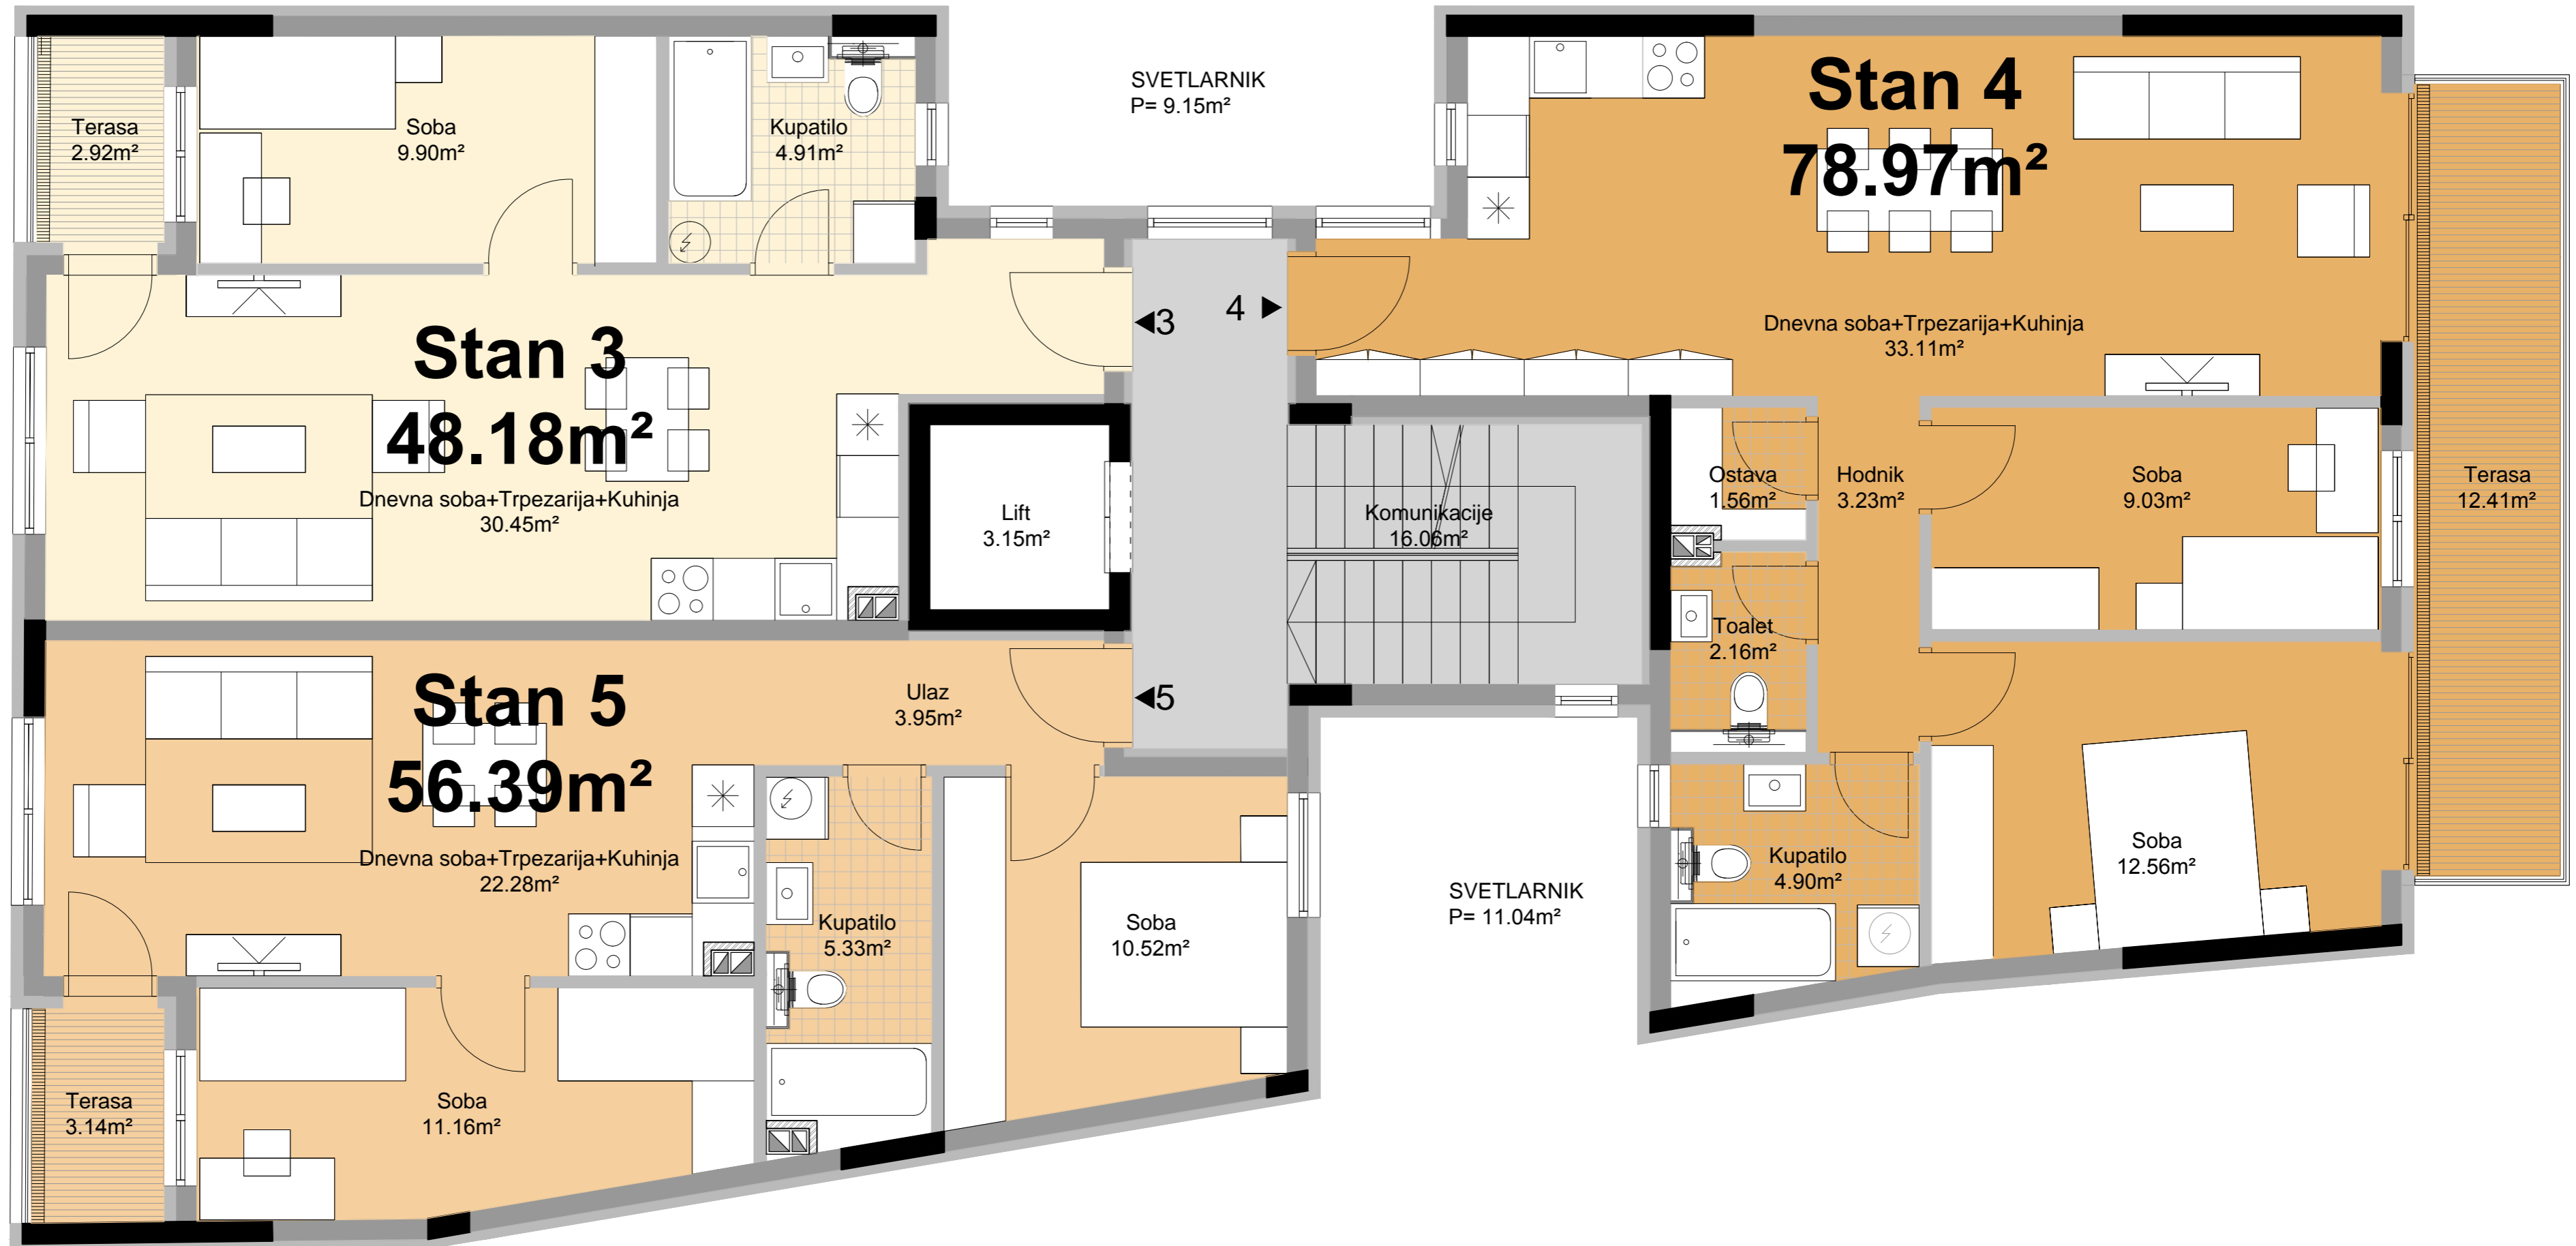 Terasa
2.92m²
Soba
9.90m²
Kupatilo
4.91m²
SVETLARNIK
P= 9.15m²
Stan 4
78.97m²
Dnevna soba+Trpezarija+Kuhinja
33.11m²
3
4
Stan 3
48.18m²
Dnevna soba+Trpezarija+Kuhinja
30.45m²
Lift
3.15m²
Komunikacije
16.06m²
Ostava
1.56m²
Hodnik
3.23m²
Soba
9.03m²
Terasa
12.41m²
Toalet
2.16m²
Stan 5
56.39m²
Ulaz
3.95m²
5
Dnevna soba+Trpezarija+Kuhinja
22.28m²
Kupatilo
5.33m²
Soba
10.52m²
SVETLARNIK
P= 11.04m²
Kupatilo
4.90m²
Soba
12.56m²
Terasa
3.14m²
Soba
11.16m²